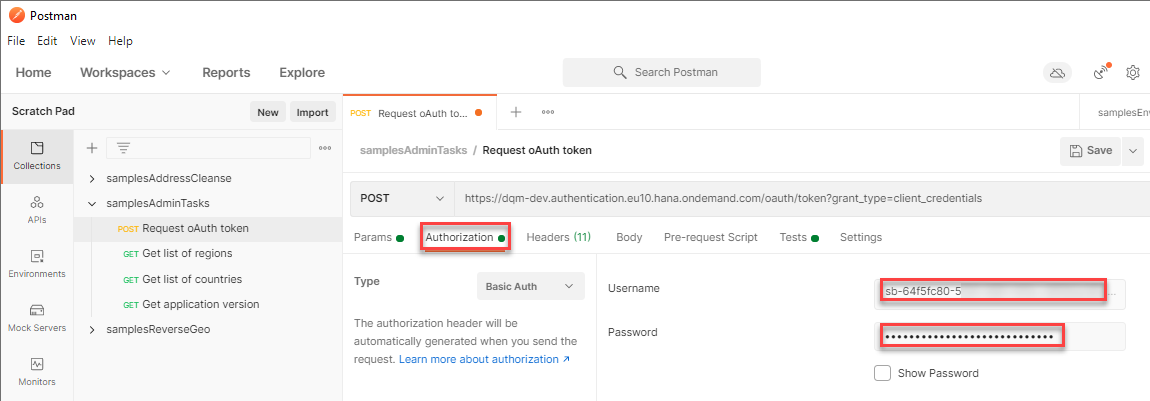 Postman
File Edit View Help
Home Workspaces Reports Explore Search Postman
Scratch Pad New Import
POST Request oAuth to... samplesEnv
Collections
samplesAdminTasks / Request oAuth token Save
samplesAddressCleanse
samplesAdminTasks
APIs
POST Request oAuth token
GET Get list of regions
GET Get list of countries
GET Get application version
Environments
samplesReverseGeo
Mock Servers
Monitors
POST https://dqm-dev.authentication.eu10.hana.ondemand.com/oauth/token?grant_type=client_credentials
Params Authorization Headers (11) Body Pre-request Script Tests Settings
Type Basic Auth
The authorization header will be
automatically generated when you send the
request. Learn more about authorization ↗
Username sb-64f5fc80-5 ...
Password ••••••••••••••••••••••••••••
Show Password